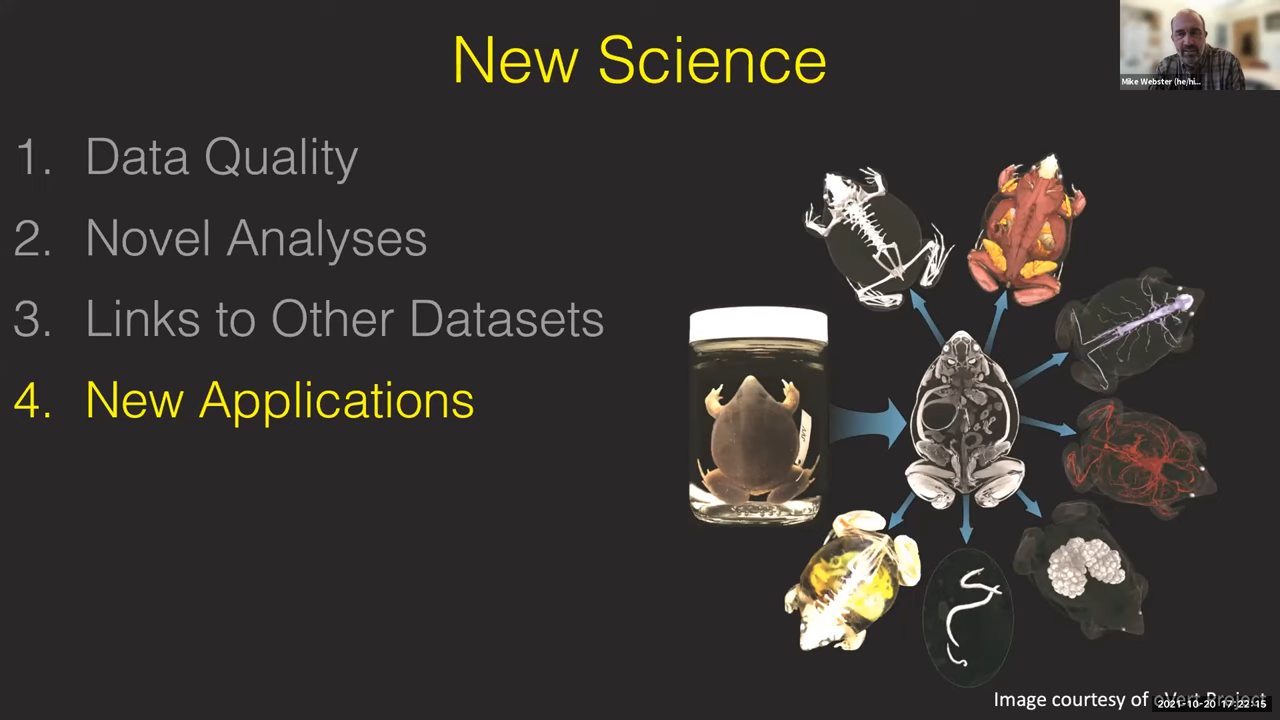 New Science
Mike Webster (he/hi...
1. Data Quality
2. Novel Analyses
3. Links to Other Datasets
4. New Applications
Image courtesy of oVert Project
2021-10-20 17:22:15